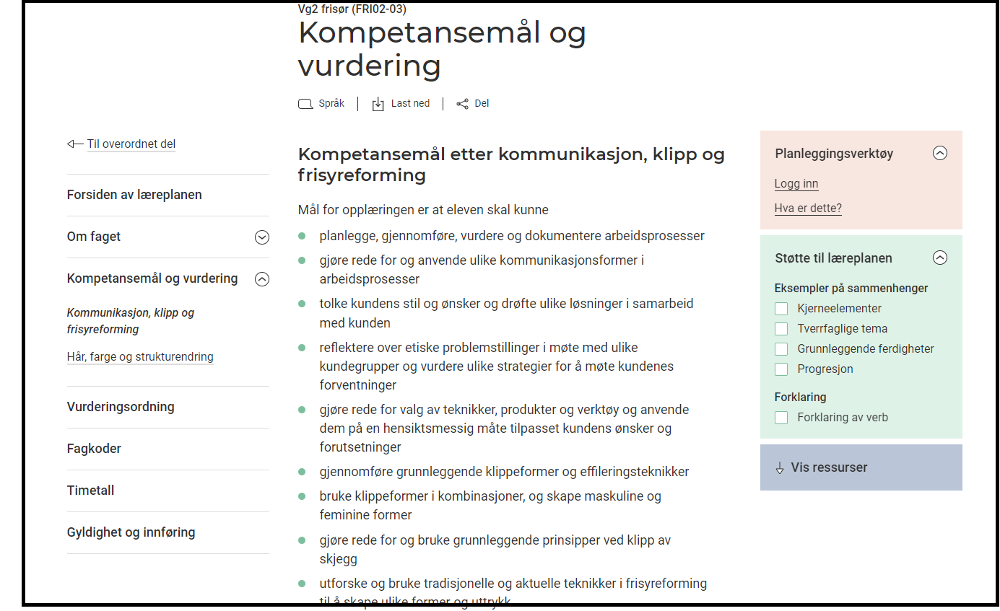 Vg2 frisør (FRI02-03)
Kompetansemål og
vurdering
Språk
Last ned
Del
Til overordnet del
Forsiden av læreplanen
Om faget
Kompetansemål og vurdering
Kommunikasjon, klipp og
frisyreforming
Hår, farge og strukturendring
Vurderingsordning
Fagkoder
Timetall
Gyldighet og innføring
Kompetansemål etter kommunikasjon, klipp og
frisyreforming
Mål for opplæringen er at eleven skal kunne
planlegge, gjennomføre, vurdere og dokumentere arbeidsprosesser
gjøre rede for og anvende ulike kommunikasjonsformer i
arbeidsprosesser
tolke kundens stil og ønsker og drøfte ulike løsninger i samarbeid
med kunden
reflektere over etiske problemstillinger i møte med ulike
kundegrupper og vurdere ulike strategier for å møte kundenes
forventninger
gjøre rede for valg av teknikker, produkter og verktøy og anvende
dem på en hensiktsmessig måte tilpasset kundens ønsker og
forutsetninger
gjennomføre grunnleggende klippeformer og effileringsteknikker
bruke klippeformer i kombinasjoner, og skape maskuline og
feminine former
gjøre rede for og bruke grunnleggende prinsipper ved klipp av
skjegg
utforske og bruke tradisjonelle og aktuelle teknikker i frisyreforming
til å skape ulike former og uttrykk
Planleggingsverktøy
Logg inn
Hva er dette?
Støtte til læreplanen
Eksempler på sammenhenger
Kjerneelementer
Tverrfaglige tema
Grunnleggende ferdigheter
Progresjon
Forklaring
Forklaring av verb
Vis ressurser